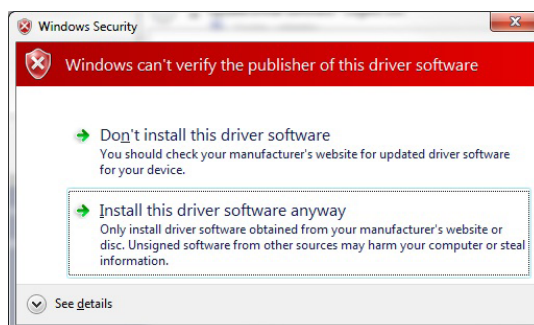 Windows Security
Windows can't verify the publisher of this driver software
Don't install this driver software
You should check your manufacturer's website for updated driver software
for your device.
Install this driver software anyway
Only install driver software obtained from your manufacturer's website or
disc. Unsigned software from other sources may harm your computer or steal
information.
See details